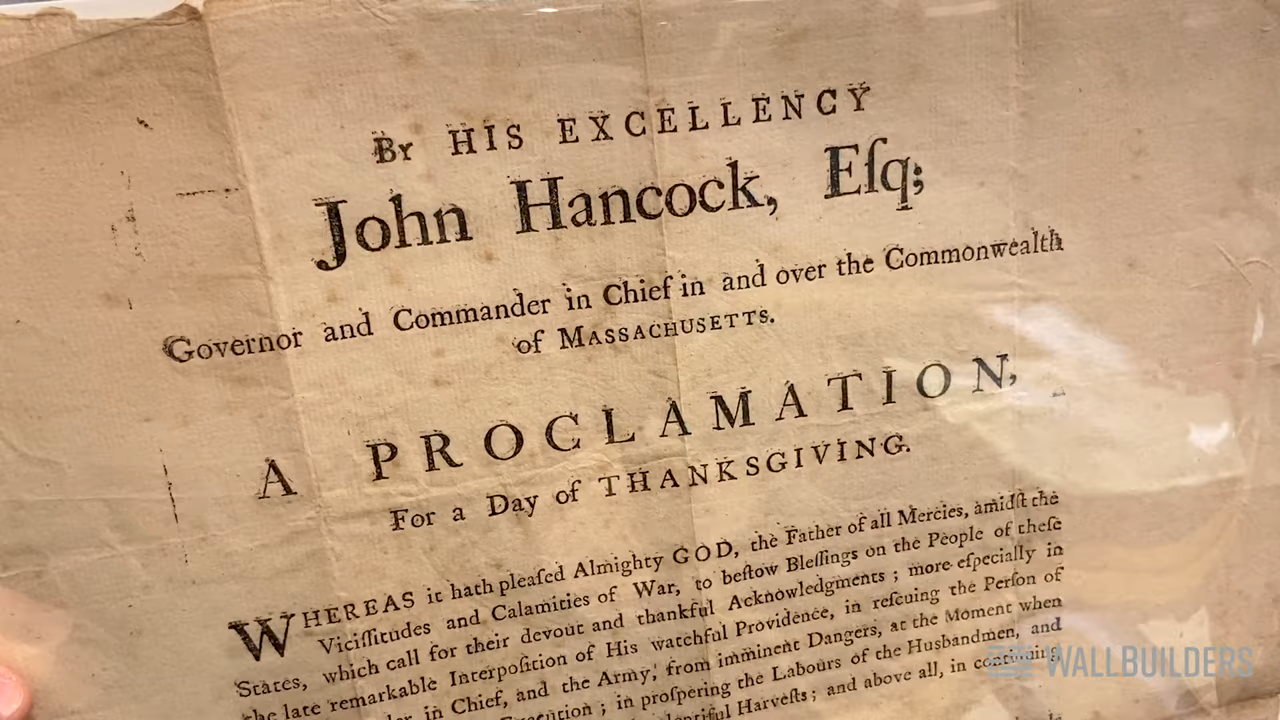 By HIS EXCELLENCY
John Hancock, Eſq;
Governor and Commander in Chief in and over the Commonwealth
of MASSACHUSETTS.
A PROCLAMATION,
For a Day of THANKSGIVING.
WHEREAS it hath pleaſed Almighty GOD, the Father of all Mercies, amidſt the
Viciſſitudes and Calamities of War, to beſtow Bleſſings on the People of theſe
States, which call for their devout and thankful Acknowledgments; more eſpecially in
the late remarkable Interpoſition of His watchful Providence, in reſcuing the Perſon of
in Chief, and the Army, from imminent Dangers, at the Moment when
Execution; in proſpering the Labours of the Huſbandmen, and
plentiful Harveſts; and above all, in continuing
WALLBUILDERS